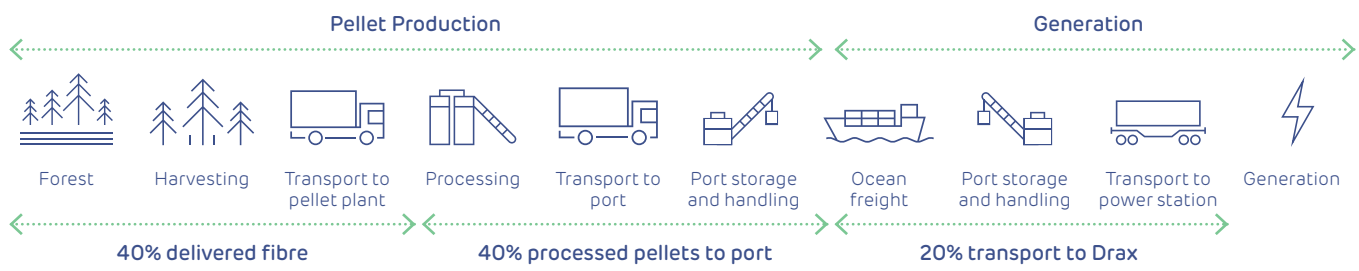 Pellet Production
Generation
Forest
Harvesting
Transport to
pellet plant
Processing
Transport to
port
Port storage
and handling
Ocean
freight
Port storage
and handling
Transport to
power station
Generation
40% delivered fibre
40% processed pellets to port
20% transport to Drax